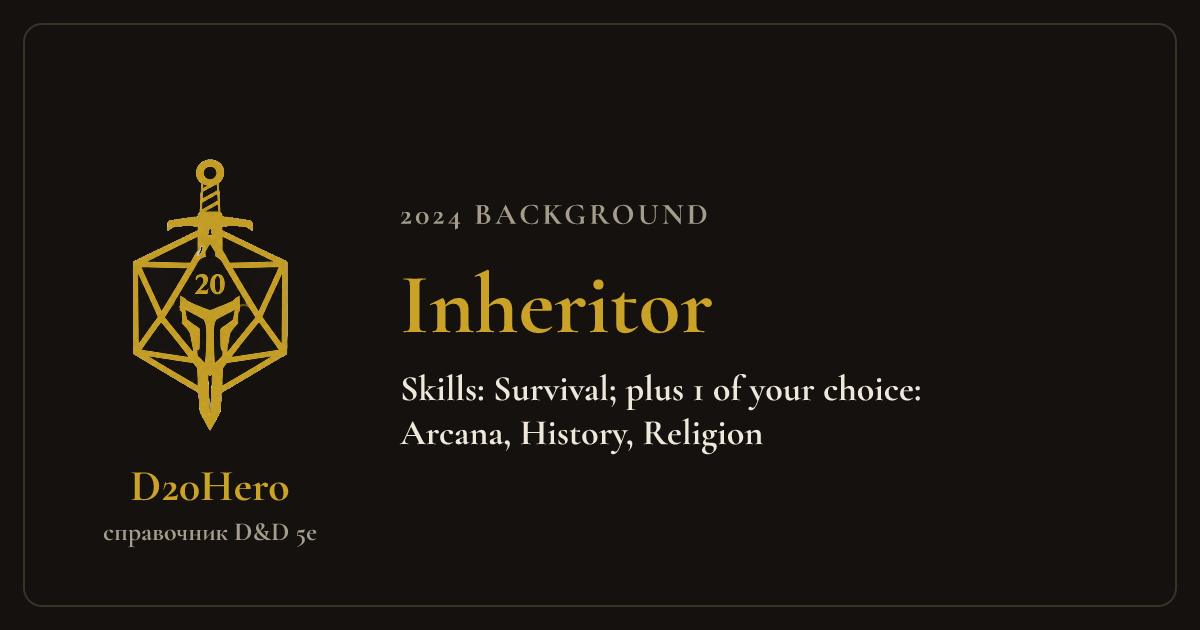 20
D20Hero
справочник D&D 5e
2024 BACKGROUND
Inheritor
Skills: Survival; plus 1 of your choice:
Arcana, History, Religion